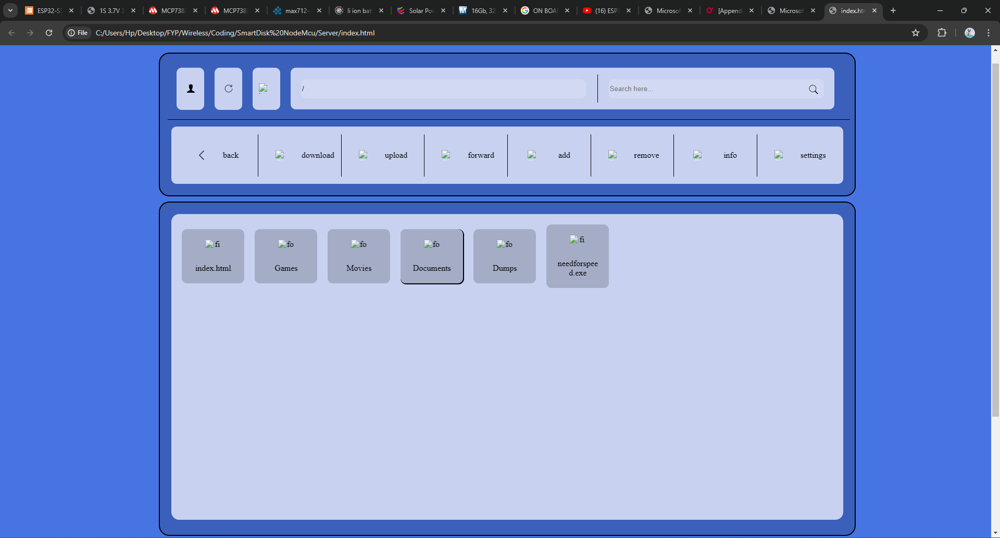 ESP32-S3
1S 3.7V 3
MCP738
MCP738
max712-
li ion bat
Solar Pow
16Gb, 32
ON BOA
(16) ESP3
Microsof
[Append
Microsof
index.htm
File
C:/Users/Hp/Desktop/FYP/Wireless/Coding/SmartDisk%20NodeMcu/Server/index.html
/
Search here...
back
download
upload
forward
add
remove
info
settings
fi
fo
fo
fo
fo
fi
index.html
Games
Movies
Documents
Dumps
needforspee
d.exe